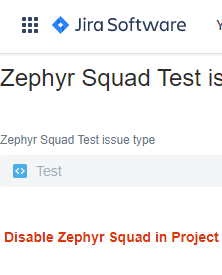 Jira Software
Zephyr Squad Test is
Zephyr Squad Test issue type
Test
Disable Zephyr Squad in Project